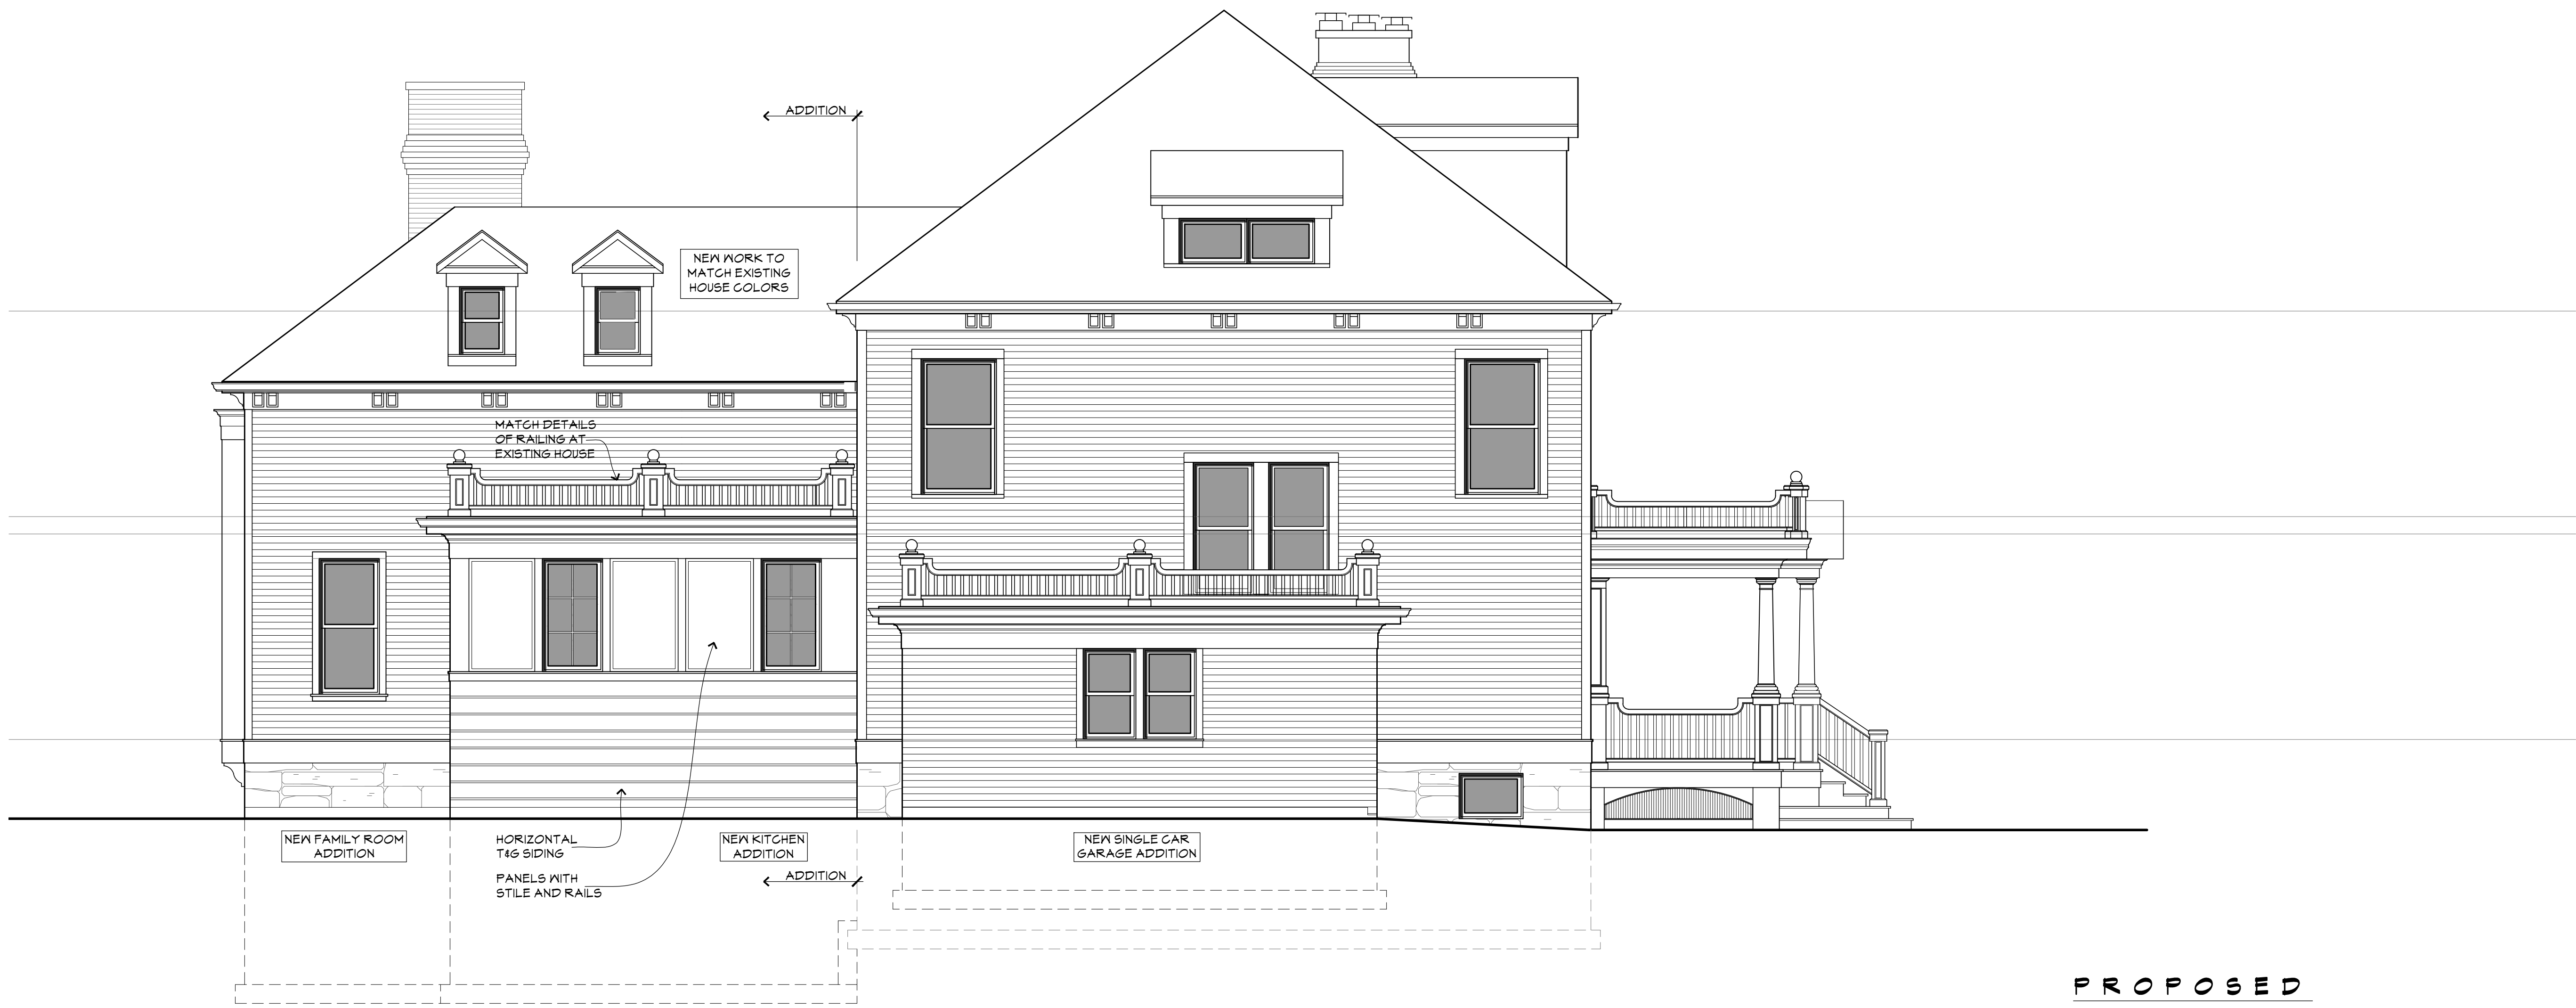 ADDITION
NEW WORK TO
MATCH EXISTING
HOUSE COLORS
MATCH DETAILS
OF RAILING AT
EXISTING HOUSE
NEW FAMILY ROOM
ADDITION
HORIZONTAL
T&G SIDING
PANELS WITH
STILE AND RAILS
NEW KITCHEN
ADDITION
ADDITION
NEW SINGLE CAR
GARAGE ADDITION
PROPOSED